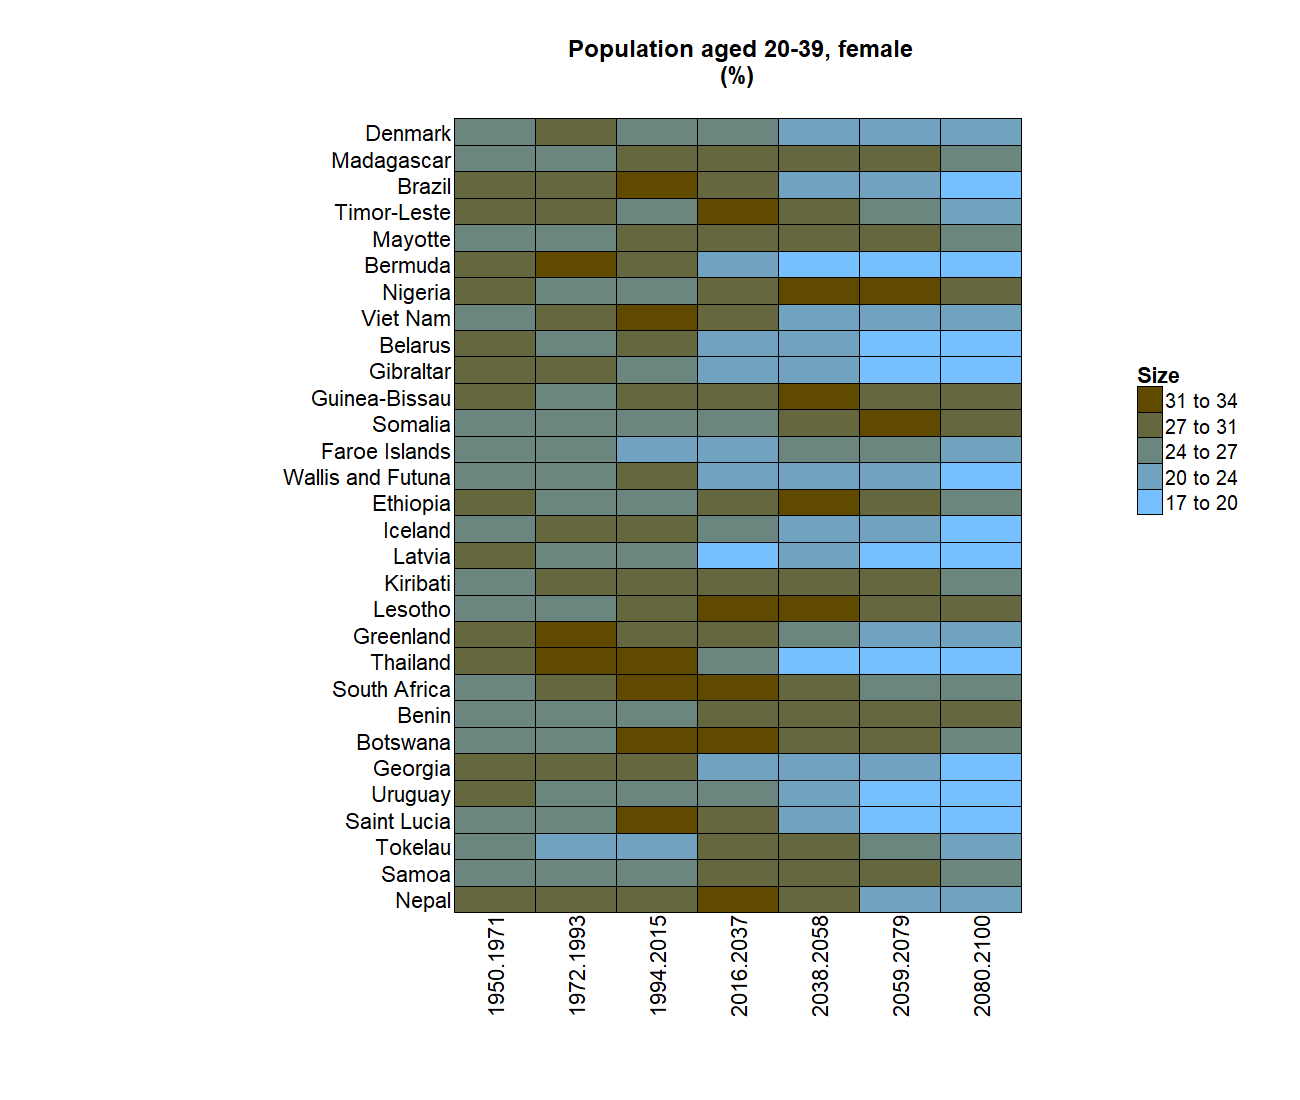 Population aged 20-39, female
(%)
Denmark
Madagascar
Brazil
Timor-Leste
Mayotte
Bermuda
Nigeria
Viet Nam
Belarus
Gibraltar
Guinea-Bissau
Somalia
Faroe Islands
Wallis and Futuna
Ethiopia
Iceland
Latvia
Kiribati
Lesotho
Greenland
Thailand
South Africa
Benin
Botswana
Georgia
Uruguay
Saint Lucia
Tokelau
Samoa
Nepal
1950.1971
1972.1993
1994.2015
2016.2037
2038.2058
2059.2079
2080.2100
Size
31 to 34
27 to 31
24 to 27
20 to 24
17 to 20